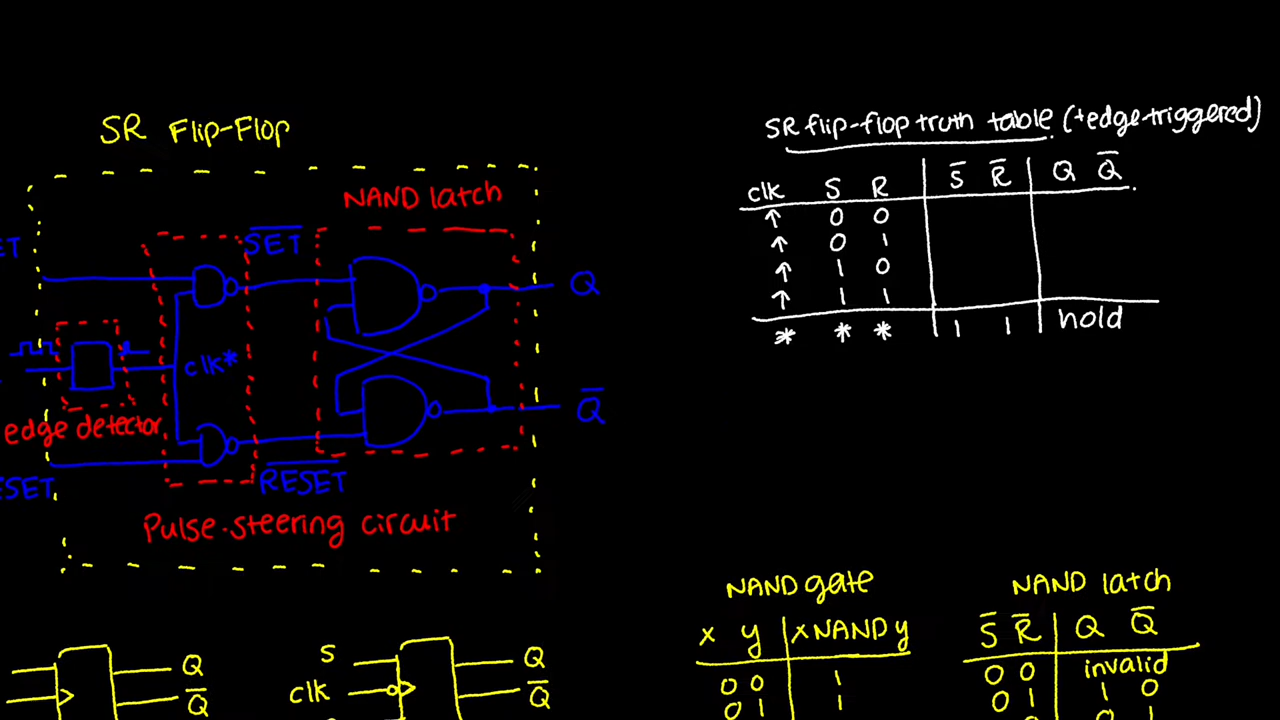 SR Flip-Flop
NAND latch
SET
Q
clk*
edge detector
Q̅
RESET
Pulse-steering circuit
SR flip-flop truth table (+edge-triggered)
clk S R S̅ R̅ Q Q̅
↑ 0 0
↑ 0 1
↑ 1 0
↑ 1 1
* * * 1 1 hold
Q
Q̅
S Q
clk Q̅
NAND gate
x y x NAND y
0 0 1
0 1 1
NAND latch
S̅ R̅ Q Q̅
0 0 invalid
0 1 1 0